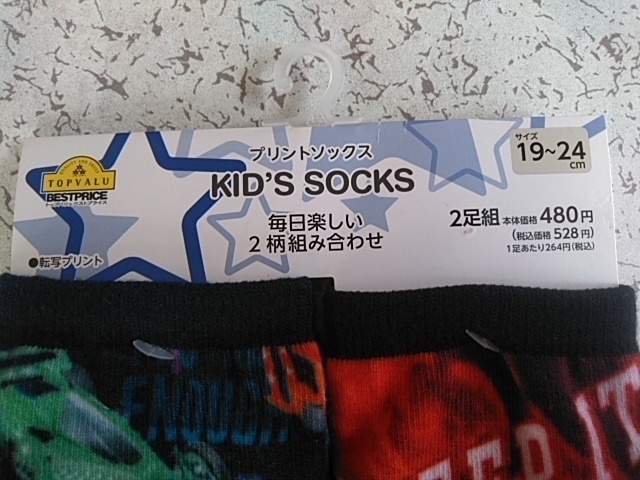 プリントソックス
KID'S SOCKS
サイズ
19~24
cm
TOPVALU
BESTPRICE
毎日楽しい
2柄組み合わせ
2足組 本体価格 480円
(税込価格 528円)
1足あたり264円(税込)
●転写プリント
ENOUGH